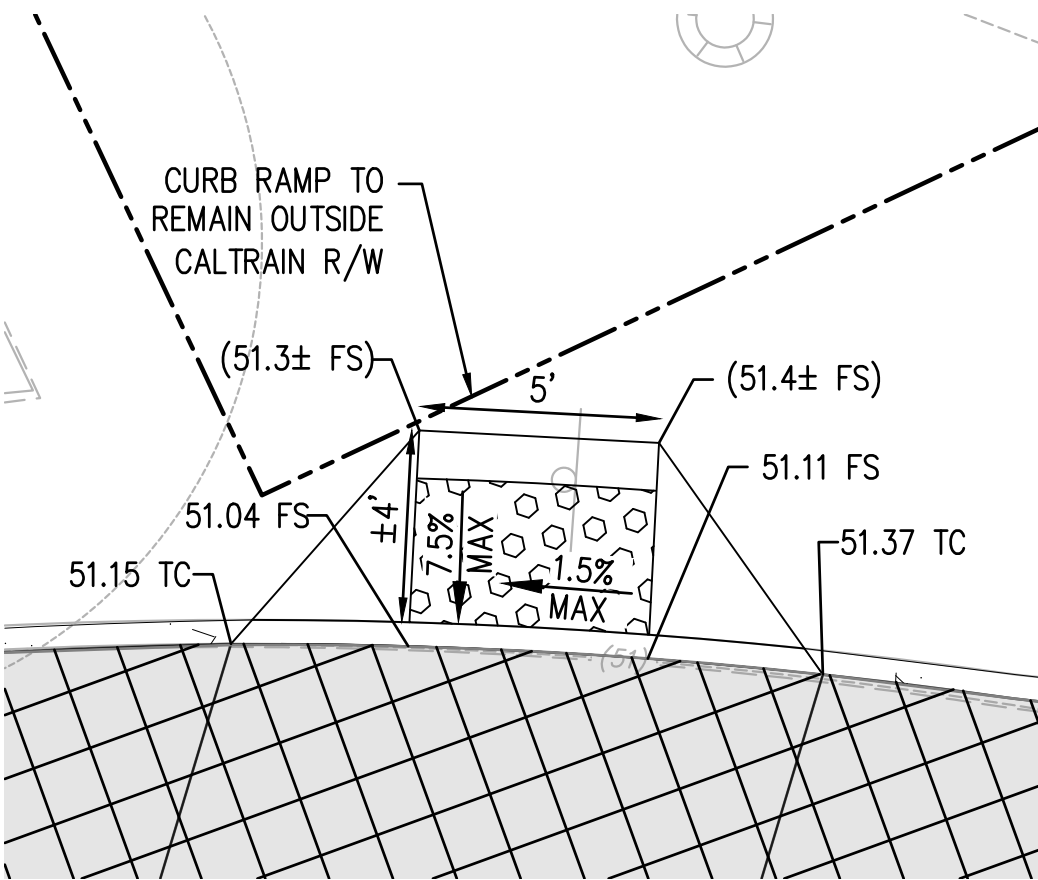 CURB RAMP TO
REMAIN OUTSIDE
CALTRAIN R/W
(51.3± FS)
5'
(51.4± FS)
51.11 FS
51.04 FS
±4'
7.5%
MAX
51.37 TC
51.15 TC
1.5%
MAX
(51)